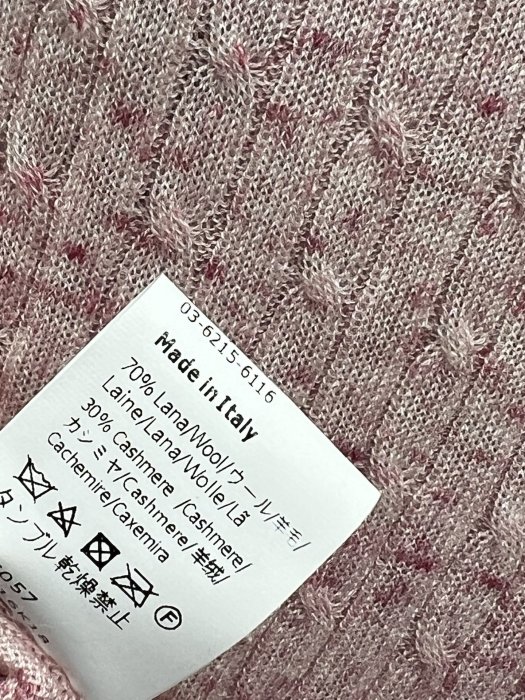 03-6215-6116
Made in Italy
70% Lana/Wool/ウール/羊毛/
Laine/Lana/Wolle/Lã
30% Cashmere /Cashmere/
カシミヤ/Cashmere/羊绒/
Cachemire/Caxemira
F
タンブル乾燥禁止